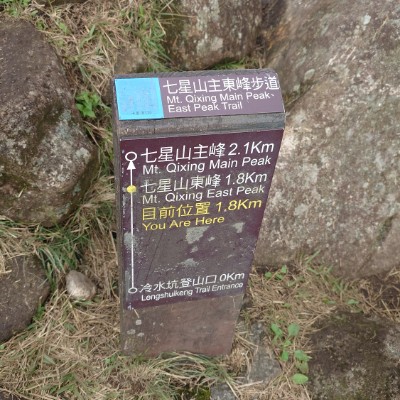 七星山主東峰步道
Mt. Qixing Main Peak-
East Peak Trail
七星山主峰 2.1Km
Mt. Qixing Main Peak
七星山東峰 1.8Km
Mt. Qixing East Peak
目前位置 1.8Km
You Are Here
冷水坑登山口 0Km
Lengshuikeng Trail Entrance